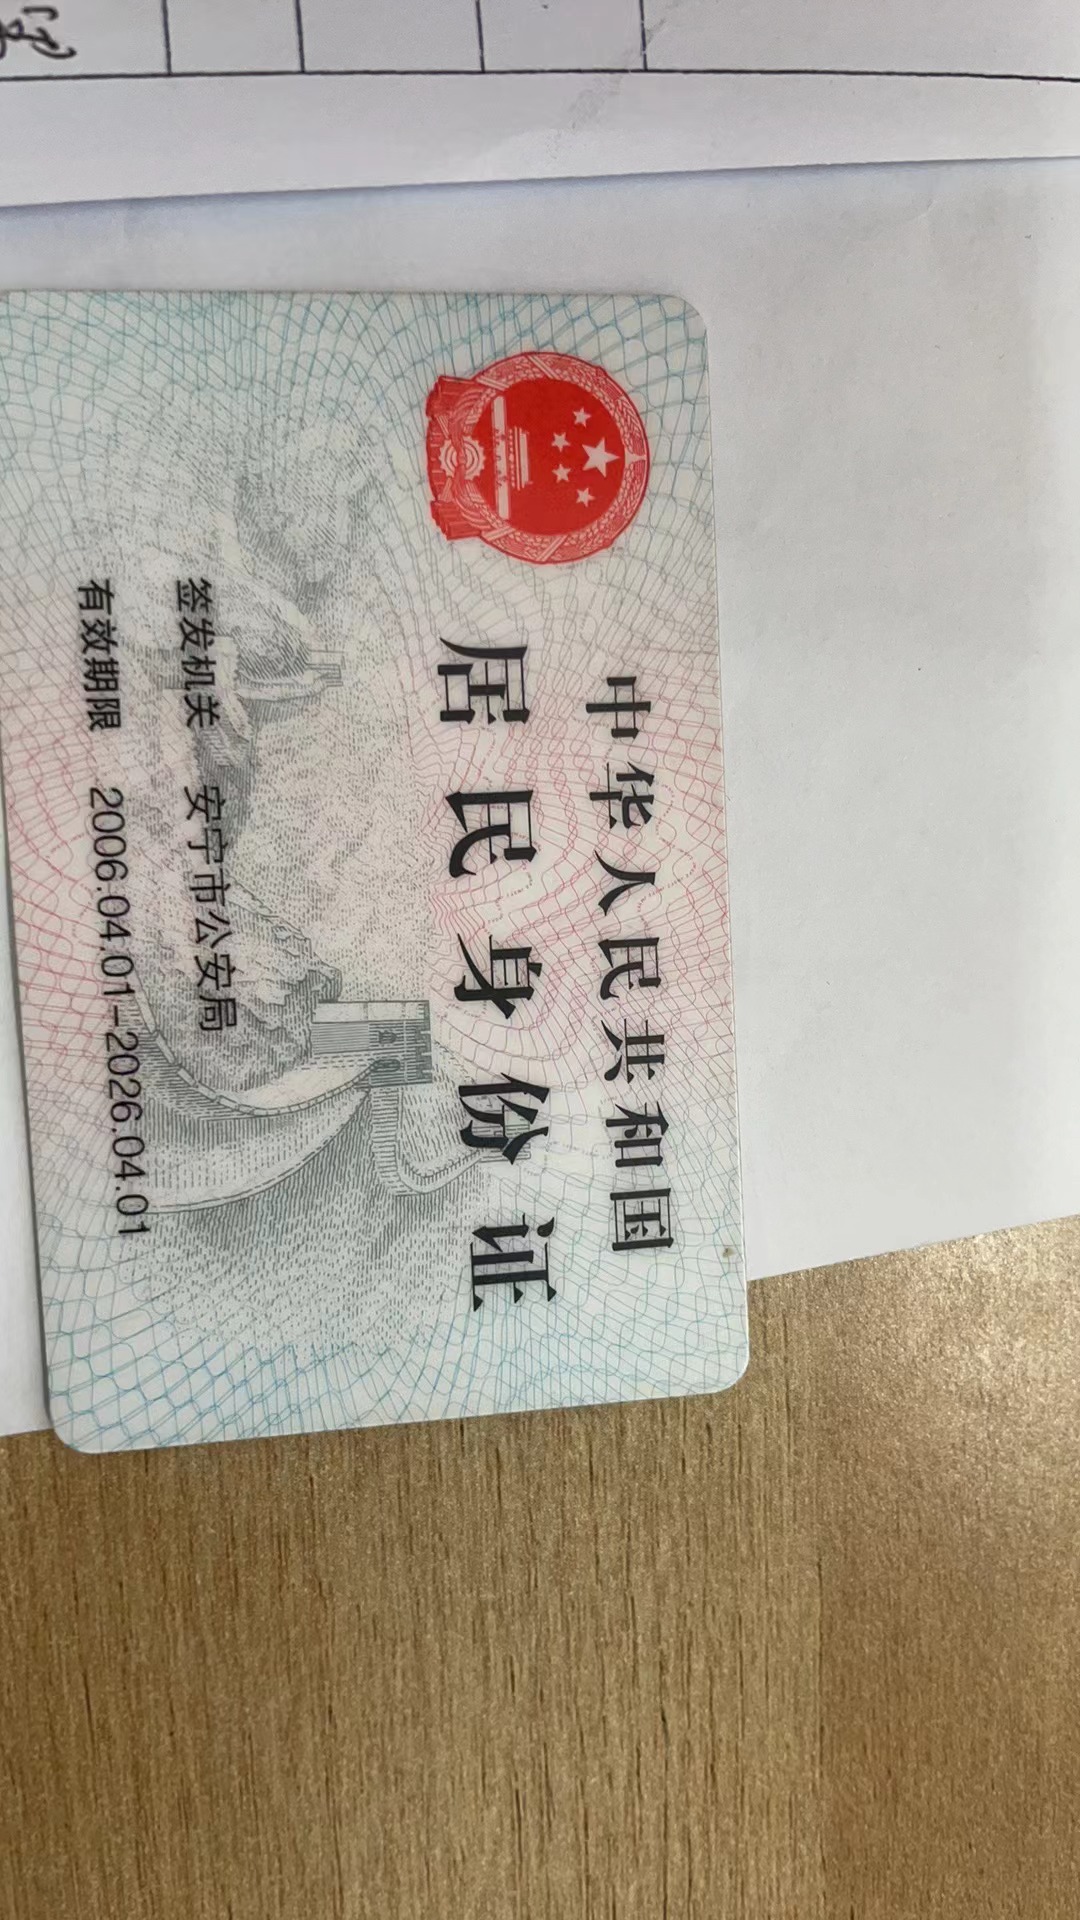 中华人民共和国
居民身份证
签发机关 安宁市公安局
有效期限 2006.04.01-2026.04.01